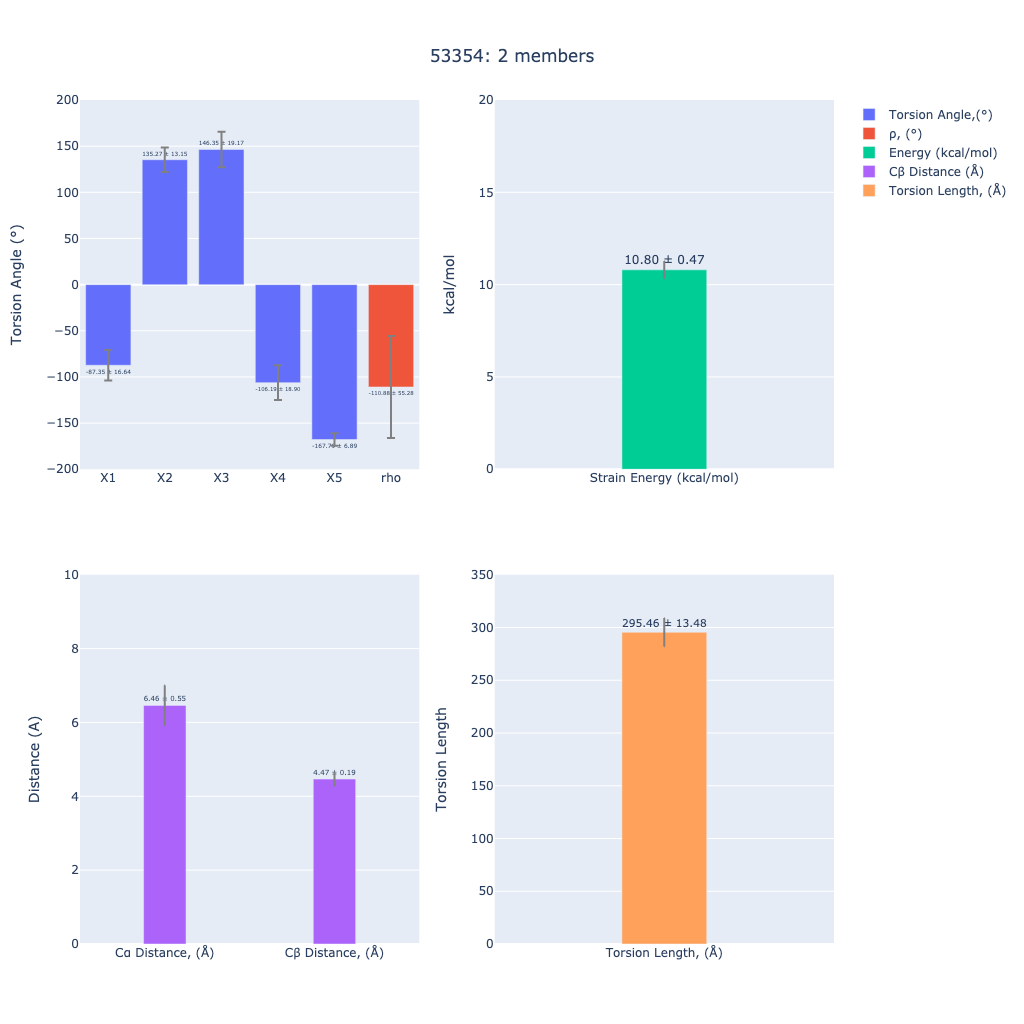 53354: 2 members
Torsion Angle (°)
200
150
100
50
0
−50
−100
−150
−200
146.35 ± 19.17
135.27 ± 13.15
-87.35 ± 16.64
-106.19 ± 18.90
-110.88 ± 55.28
± 6.89
X1 X2 X3 X4 X5 rho
kcal/mol
20
15
10
5
0
10.80 ± 0.47
Strain Energy (kcal/mol)
Torsion Angle,(°)
ρ, (°)
Energy (kcal/mol)
Cβ Distance (Å)
Torsion Length, (Å)
Distance (A)
10
8
6
4
2
0
6.46 ± 0.55
4.47 ± 0.19
Cα Distance, (Å) Cβ Distance, (Å)
Torsion Length
350
300
250
200
150
100
50
0
295.46 ± 13.48
Torsion Length, (Å)